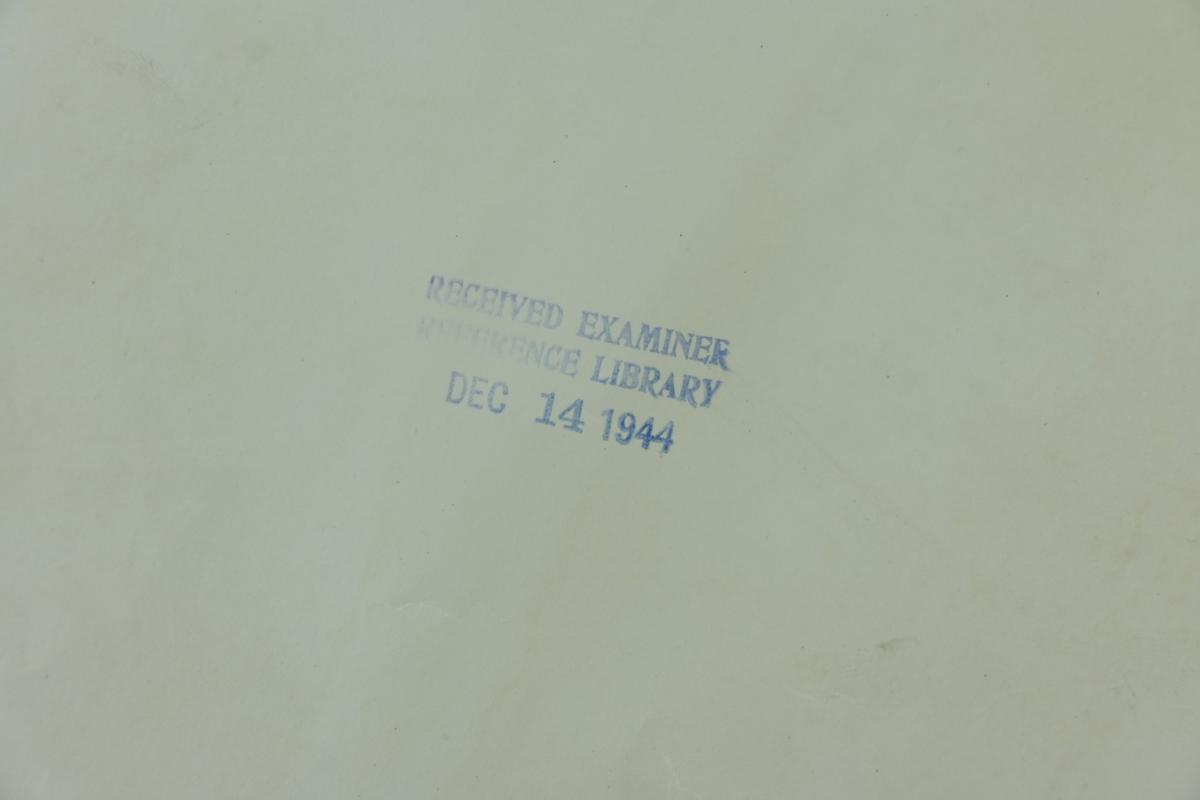 RECEIVED EXAMINER
REFERENCE LIBRARY
DEC 14 1944